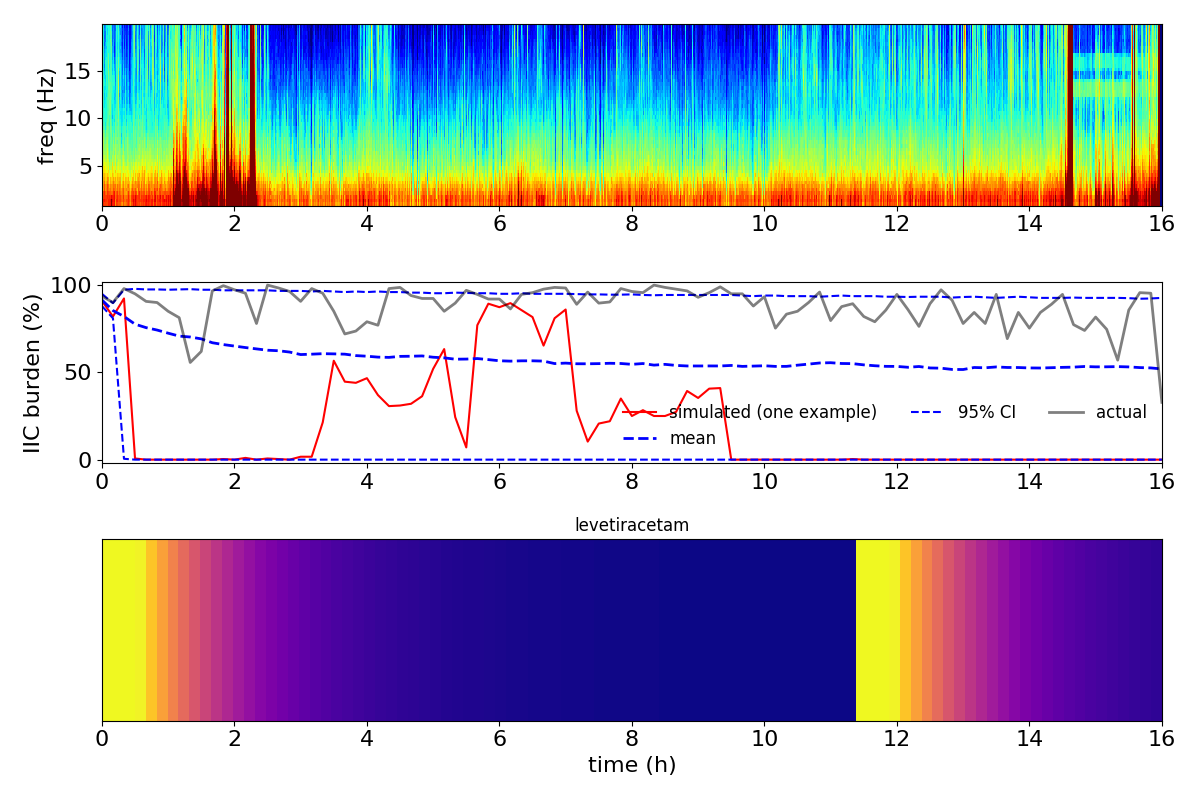 freq (Hz)
15
10
5
0 2 4 6 8 10 12 14 16
IIC burden (%)
100
50
0
simulated (one example) 95% CI actual
mean
0 2 4 6 8 10 12 14 16
levetiracetam
0 2 4 6 8 10 12 14 16
time (h)